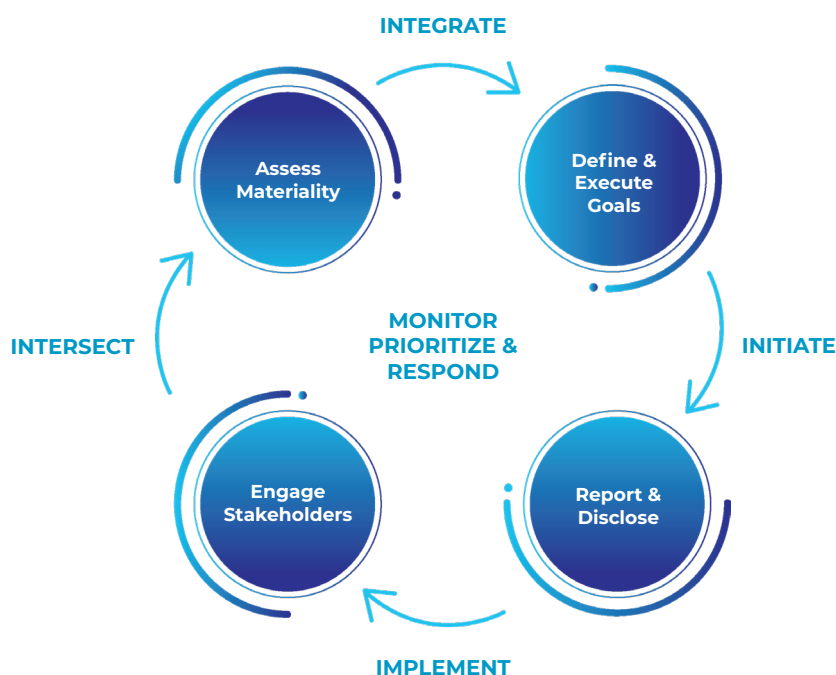 INTEGRATE
Assess
Materiality
Define &
Execute
Goals
MONITOR
PRIORITIZE &
RESPOND
INTERSECT
INITIATE
Engage
Stakeholders
Report &
Disclose
IMPLEMENT